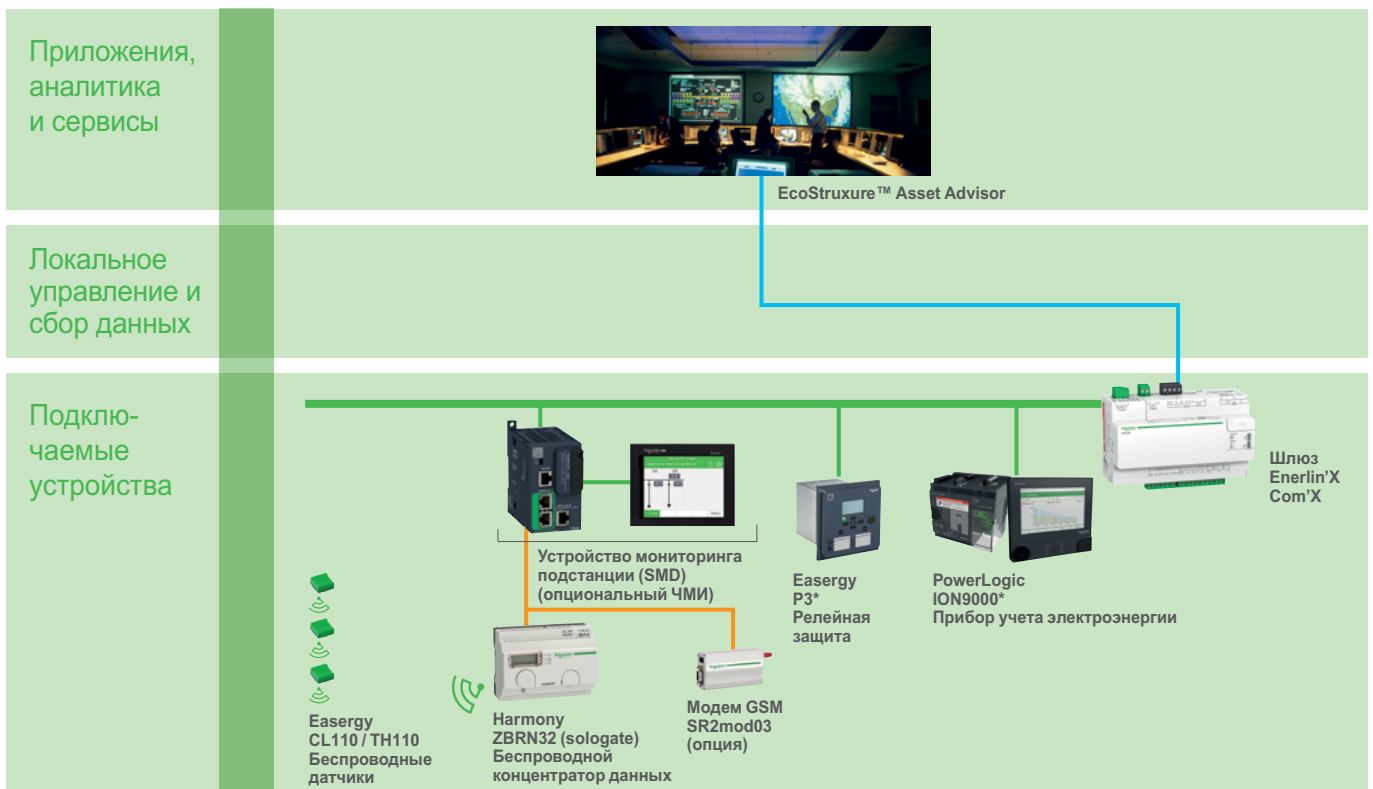 Приложения,
аналитика
и сервисы
EcoStruxure™ Asset Advisor
Локальное
управление и
сбор данных
Подклю-
чаемые
устройства
Шлюз
Enerlin’X
Com’X
Устройство мониторинга
подстанции (SMD)
(опциональный ЧМИ)
Easergy
P3*
Релейная
защита
PowerLogic
ION9000*
Прибор учета электроэнергии
Easergy
CL110 / TH110
Беспроводные
датчики
Harmony
ZBRN32 (sologate)
Беспроводной
концентратор данных
Модем GSM
SR2mod03
(опция)